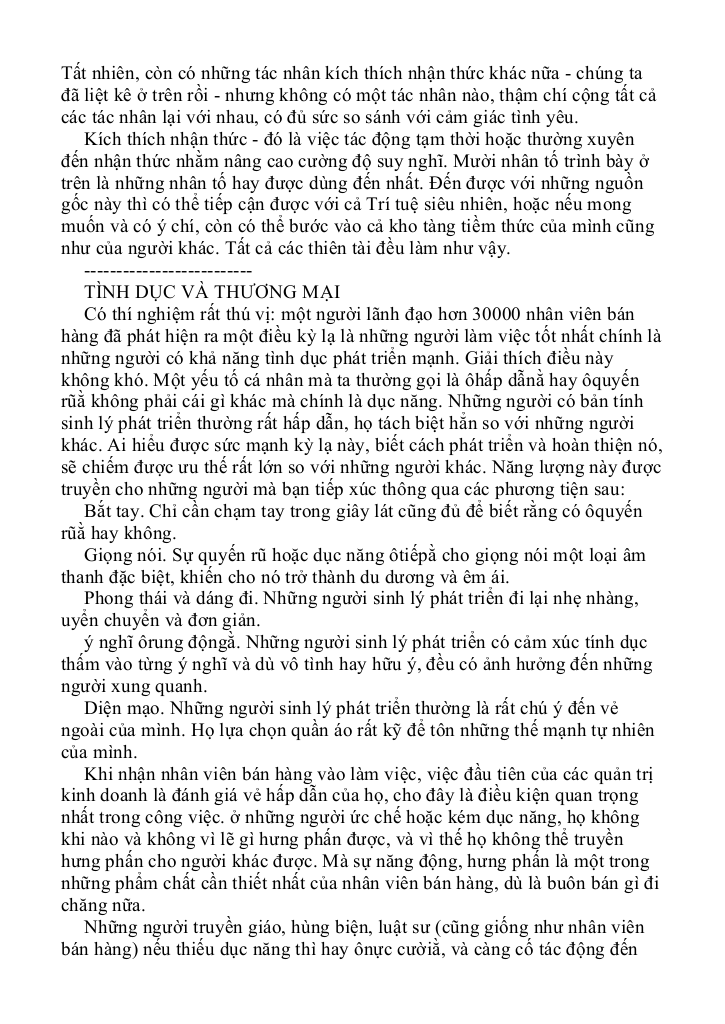 Tất nhiên, còn có những tác nhân kích thích nhận thức khác nữa - chúng ta
đã liệt kê ở trên rồi - nhưng không có một tác nhân nào, thậm chí cộng tất cả
các tác nhân lại với nhau, có đủ sức so sánh với cảm giác tình yêu.
Kích thích nhận thức - đó là việc tác động tạm thời hoặc thường xuyên
đến nhận thức nhằm nâng cao cường độ suy nghĩ. Mười nhân tố trình bày ở
trên là những nhân tố hay được dùng đến nhất. Đến được với những nguồn
gốc này thì có thể tiếp cận được với cả Trí tuệ siêu nhiên, hoặc nếu mong
muốn và có ý chí, còn có thể bước vào cả kho tàng tiềm thức của mình cũng
như của người khác. Tất cả các thiên tài đều làm như vậy.
--------------------------
TÌNH DỤC VÀ THƯƠNG MẠI
Có thí nghiệm rất thú vị: một người lãnh đạo hơn 30000 nhân viên bán
hàng đã phát hiện ra một điều kỳ lạ là những người làm việc tốt nhất chính là
những người có khả năng tình dục phát triển mạnh. Giải thích điều này
không khó. Một yếu tố cá nhân mà ta thường gọi là ôhấp dẫnằ hay ôquyến
rũằ không phải cái gì khác mà chính là dục năng. Những người có bản tính
sinh lý phát triển thường rất hấp dẫn, họ tách biệt hẳn so với những người
khác. Ai hiểu được sức mạnh kỳ lạ này, biết cách phát triển và hoàn thiện nó,
sẽ chiếm được ưu thế rất lớn so với những người khác. Năng lượng này được
truyền cho những người mà bạn tiếp xúc thông qua các phương tiện sau:
Bắt tay. Chỉ cần chạm tay trong giây lát cũng đủ để biết rằng có ôquyến
rũằ hay không.
Giọng nói. Sự quyến rũ hoặc dục năng ôtiếpằ cho giọng nói một loại âm
thanh đặc biệt, khiến cho nó trở thành du dương và êm ái.
Phong thái và dáng đi. Những người sinh lý phát triển đi lại nhẹ nhàng,
uyển chuyển và đơn giản.
ý nghĩ ôrung độngằ. Những người sinh lý phát triển có cảm xúc tính dục
thấm vào từng ý nghĩ và dù vô tình hay hữu ý, đều có ảnh hưởng đến những
người xung quanh.
Diện mạo. Những người sinh lý phát triển thường là rất chú ý đến vẻ
ngoài của mình. Họ lựa chọn quần áo rất kỹ để tôn những thế mạnh tự nhiên
của mình.
Khi nhận nhân viên bán hàng vào làm việc, việc đầu tiên của các quản trị
kinh doanh là đánh giá vẻ hấp dẫn của họ, cho đây là điều kiện quan trọng
nhất trong công việc. ở những người ức chế hoặc kém dục năng, họ không
khi nào và không vì lẽ gì hưng phấn được, và vì thế họ không thể truyền
hưng phấn cho người khác được. Mà sự năng động, hưng phấn là một trong
những phẩm chất cần thiết nhất của nhân viên bán hàng, dù là buôn bán gì đi
chăng nữa.
Những người truyền giáo, hùng biện, luật sư (cũng giống như nhân viên
bán hàng) nếu thiếu dục năng thì hay ônực cườiằ, và càng cố tác động đến